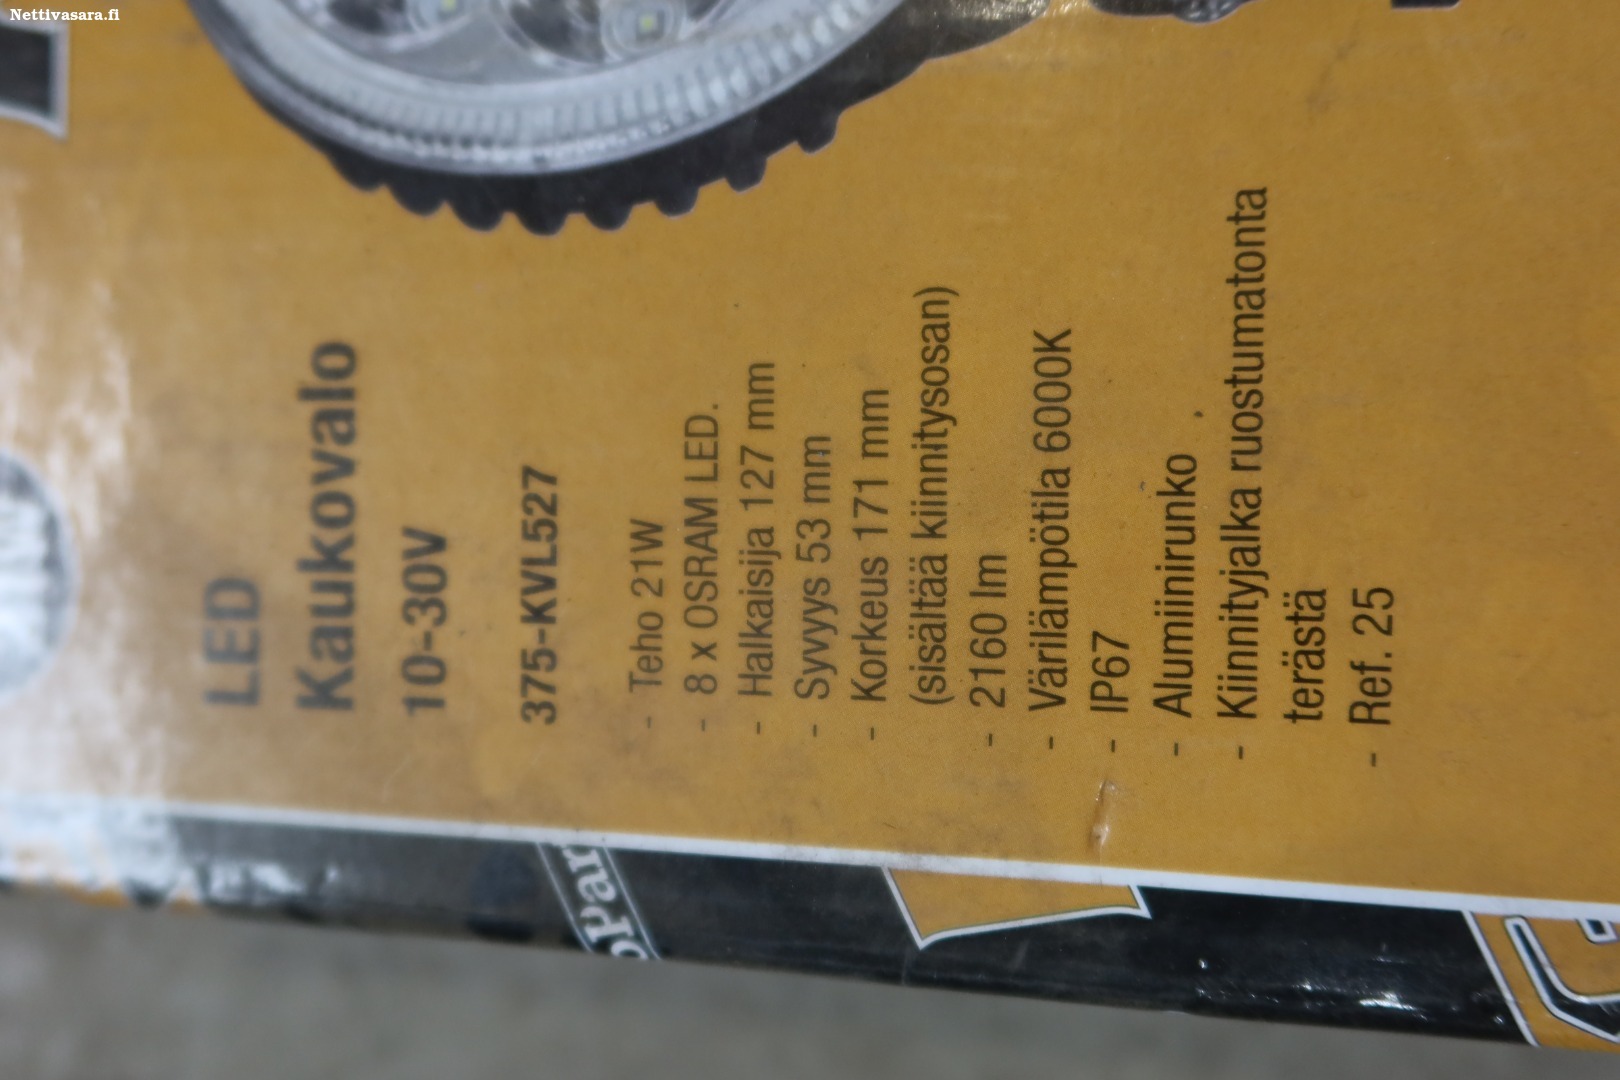 Nettivasara.fi
LED
Kaukovalo
10-30V
375-KVL527
- Teho 21W
- 8 x OSRAM LED.
- Halkaisija 127 mm
- Syvyys 53 mm
- Korkeus 171 mm
(sisältää kiinnitysosan)
- 2160 lm
- Värilämpötila 6000K
- IP67
- Alumiinirunko
- Kiinnityjalka ruostumatonta
terästä
- Ref. 25